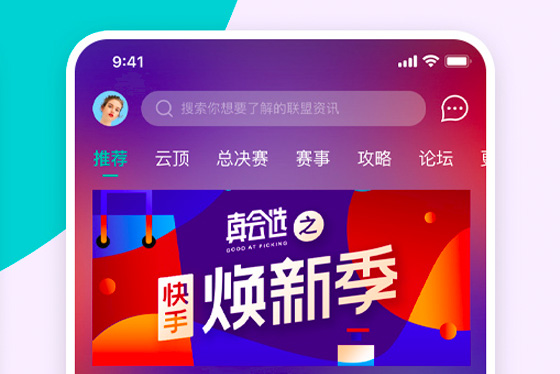 9:41
搜索你想要了解的联盟资讯
推荐 云顶 总决赛 赛事 攻略 论坛
真会选之
GOOD AT PICKING
快手
焕新季